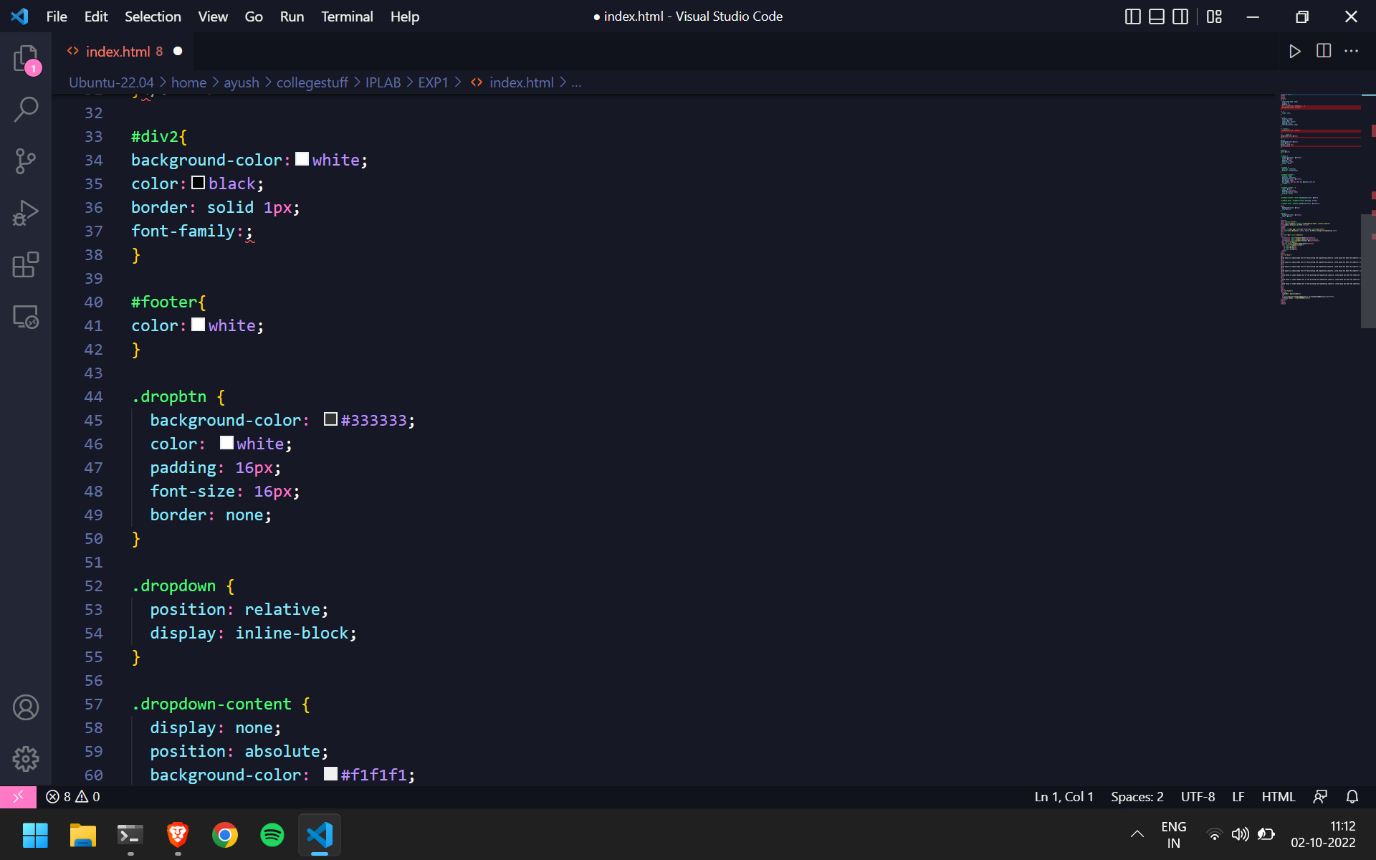 File Edit Selection View Go Run Terminal Help
● index.html - Visual Studio Code
index.html 8 ●
1
Ubuntu-22.04 > home > ayush > collegestuff > IPLAB > EXP1 > <> index.html > ...
32
33 #div2{
34 background-color:white;
35 color:black;
36 border: solid 1px;
37 font-family:;
38 }
39
40 #footer{
41 color:white;
42 }
43
44 .dropbtn {
45 background-color: #333333;
46 color: white;
47 padding: 16px;
48 font-size: 16px;
49 border: none;
50 }
51
52 .dropdown {
53 position: relative;
54 display: inline-block;
55 }
56
57 .dropdown-content {
58 display: none;
59 position: absolute;
60 background-color: #f1f1f1;
8 0
Ln 1, Col 1 Spaces: 2 UTF-8 LF HTML
ENG
IN
11:12
02-10-2022